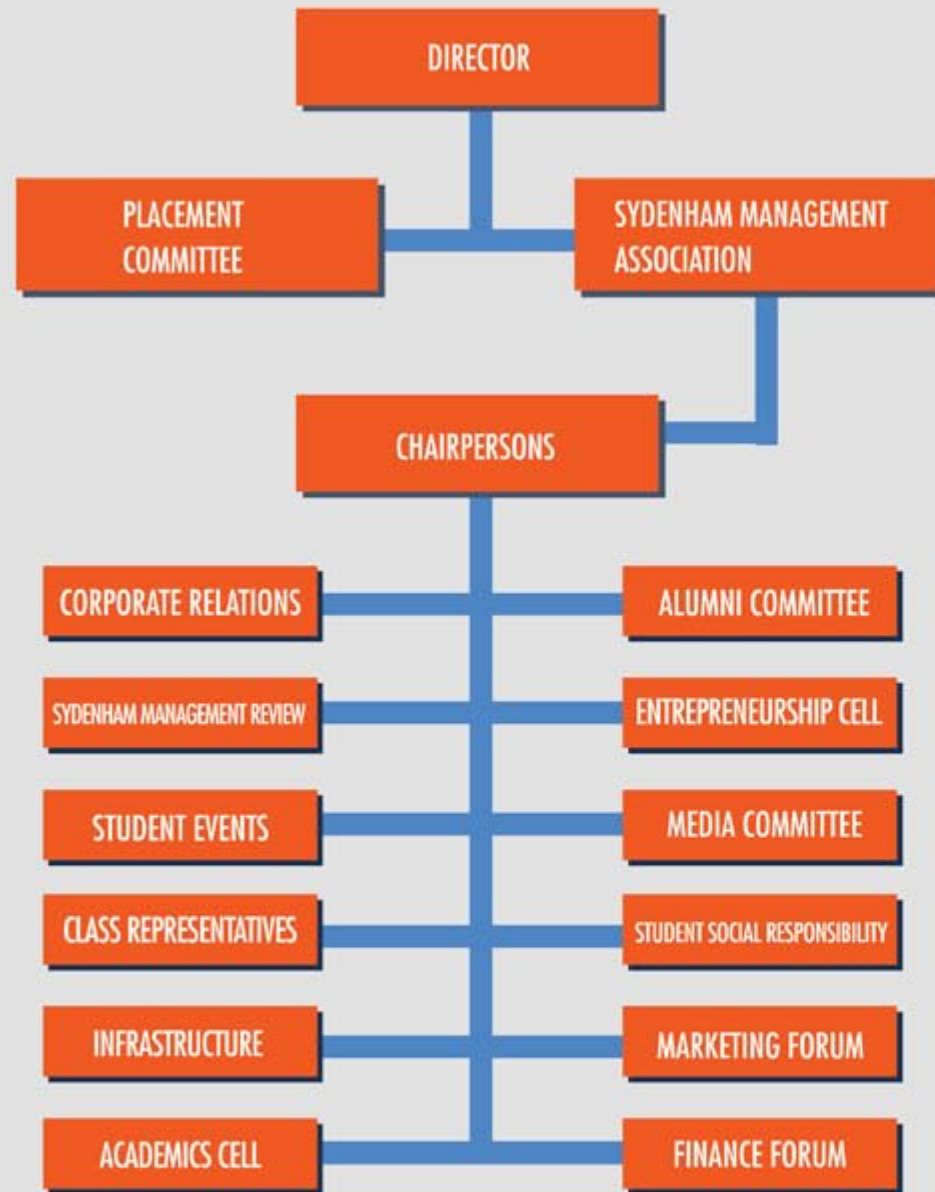 DIRECTOR
PLACEMENT
COMMITTEE
SYDENHAM MANAGEMENT
ASSOCIATION
CHAIRPERSONS
CORPORATE RELATIONS
ALUMNI COMMITTEE
SYDENHAM MANAGEMENT REVIEW
ENTREPRENEURSHIP CELL
STUDENT EVENTS
MEDIA COMMITTEE
CLASS REPRESENTATIVES
STUDENT SOCIAL RESPONSIBILITY
INFRASTRUCTURE
MARKETING FORUM
ACADEMICS CELL
FINANCE FORUM